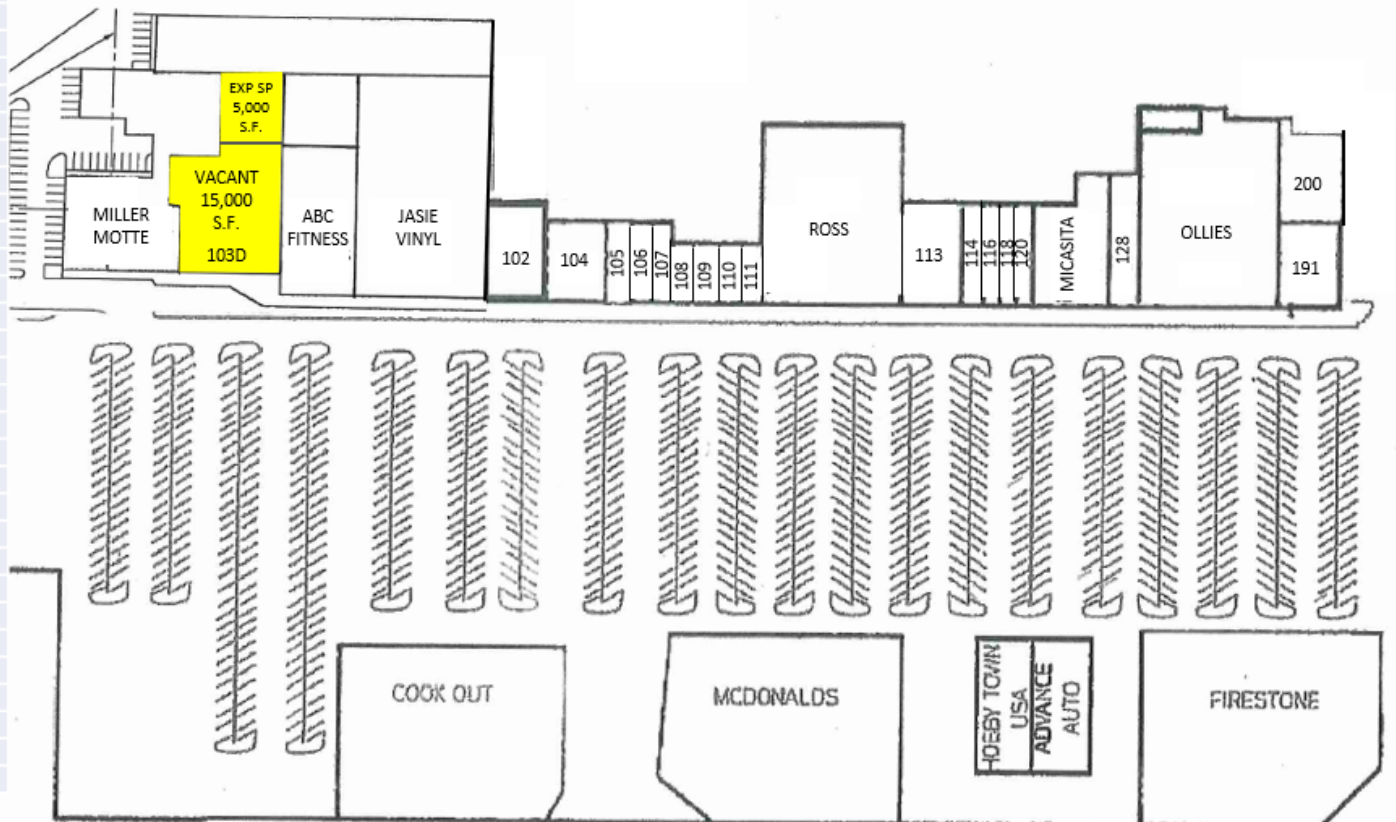 EXP SP
5,000
S.F.
VACANT
15,000
S.F.
103D
MILLER
MOTTE
ABC
FITNESS
JASIE
VINYL
102
104
105
106
107
108
109
110
111
ROSS
113
114
116
118
120
MICASITA
128
OLLIES
200
191
COOK OUT
MCDONALDS
HOBBY TOWN
USA
ADVANCE
AUTO
FIRESTONE